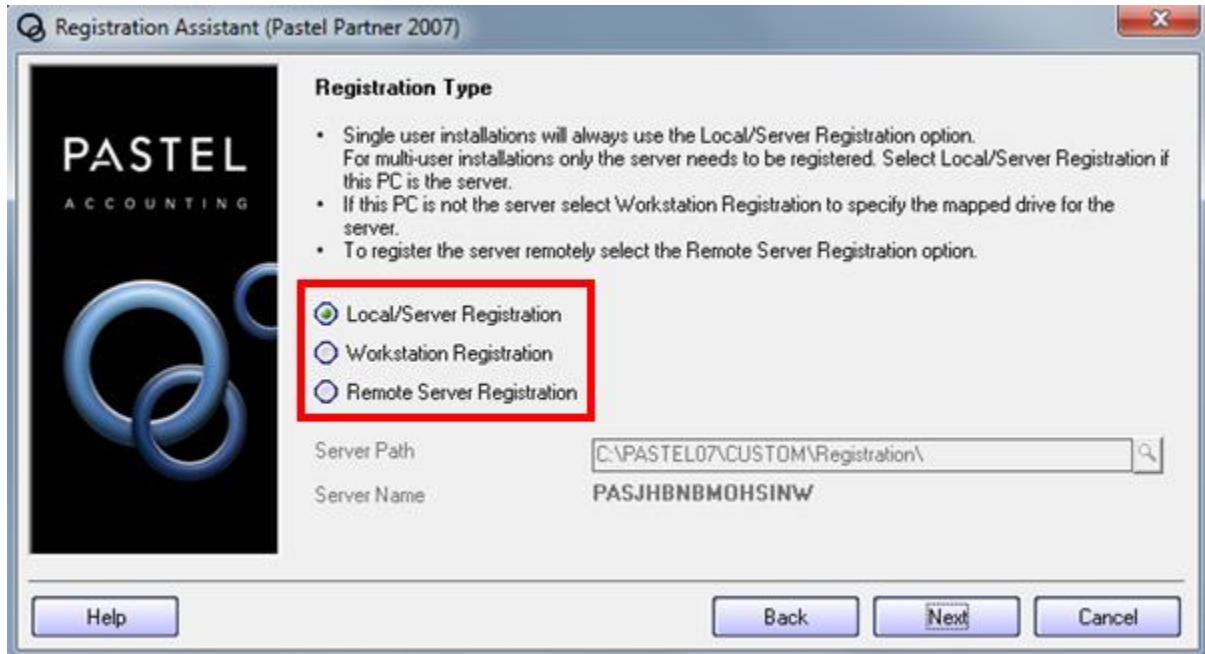 Registration Assistant (Pastel Partner 2007)
PASTEL
ACCOUNTING
Registration Type
• Single user installations will always use the Local/Server Registration option.
For multi-user installations only the server needs to be registered. Select Local/Server Registration if
this PC is the server.
• If this PC is not the server select Workstation Registration to specify the mapped drive for the
server.
• To register the server remotely select the Remote Server Registration option.
Local/Server Registration
Workstation Registration
Remote Server Registration
Server Path C:\PASTEL07\CUSTOM\Registration\
Server Name PASJHBNBMOHSINW
Help Back Next Cancel